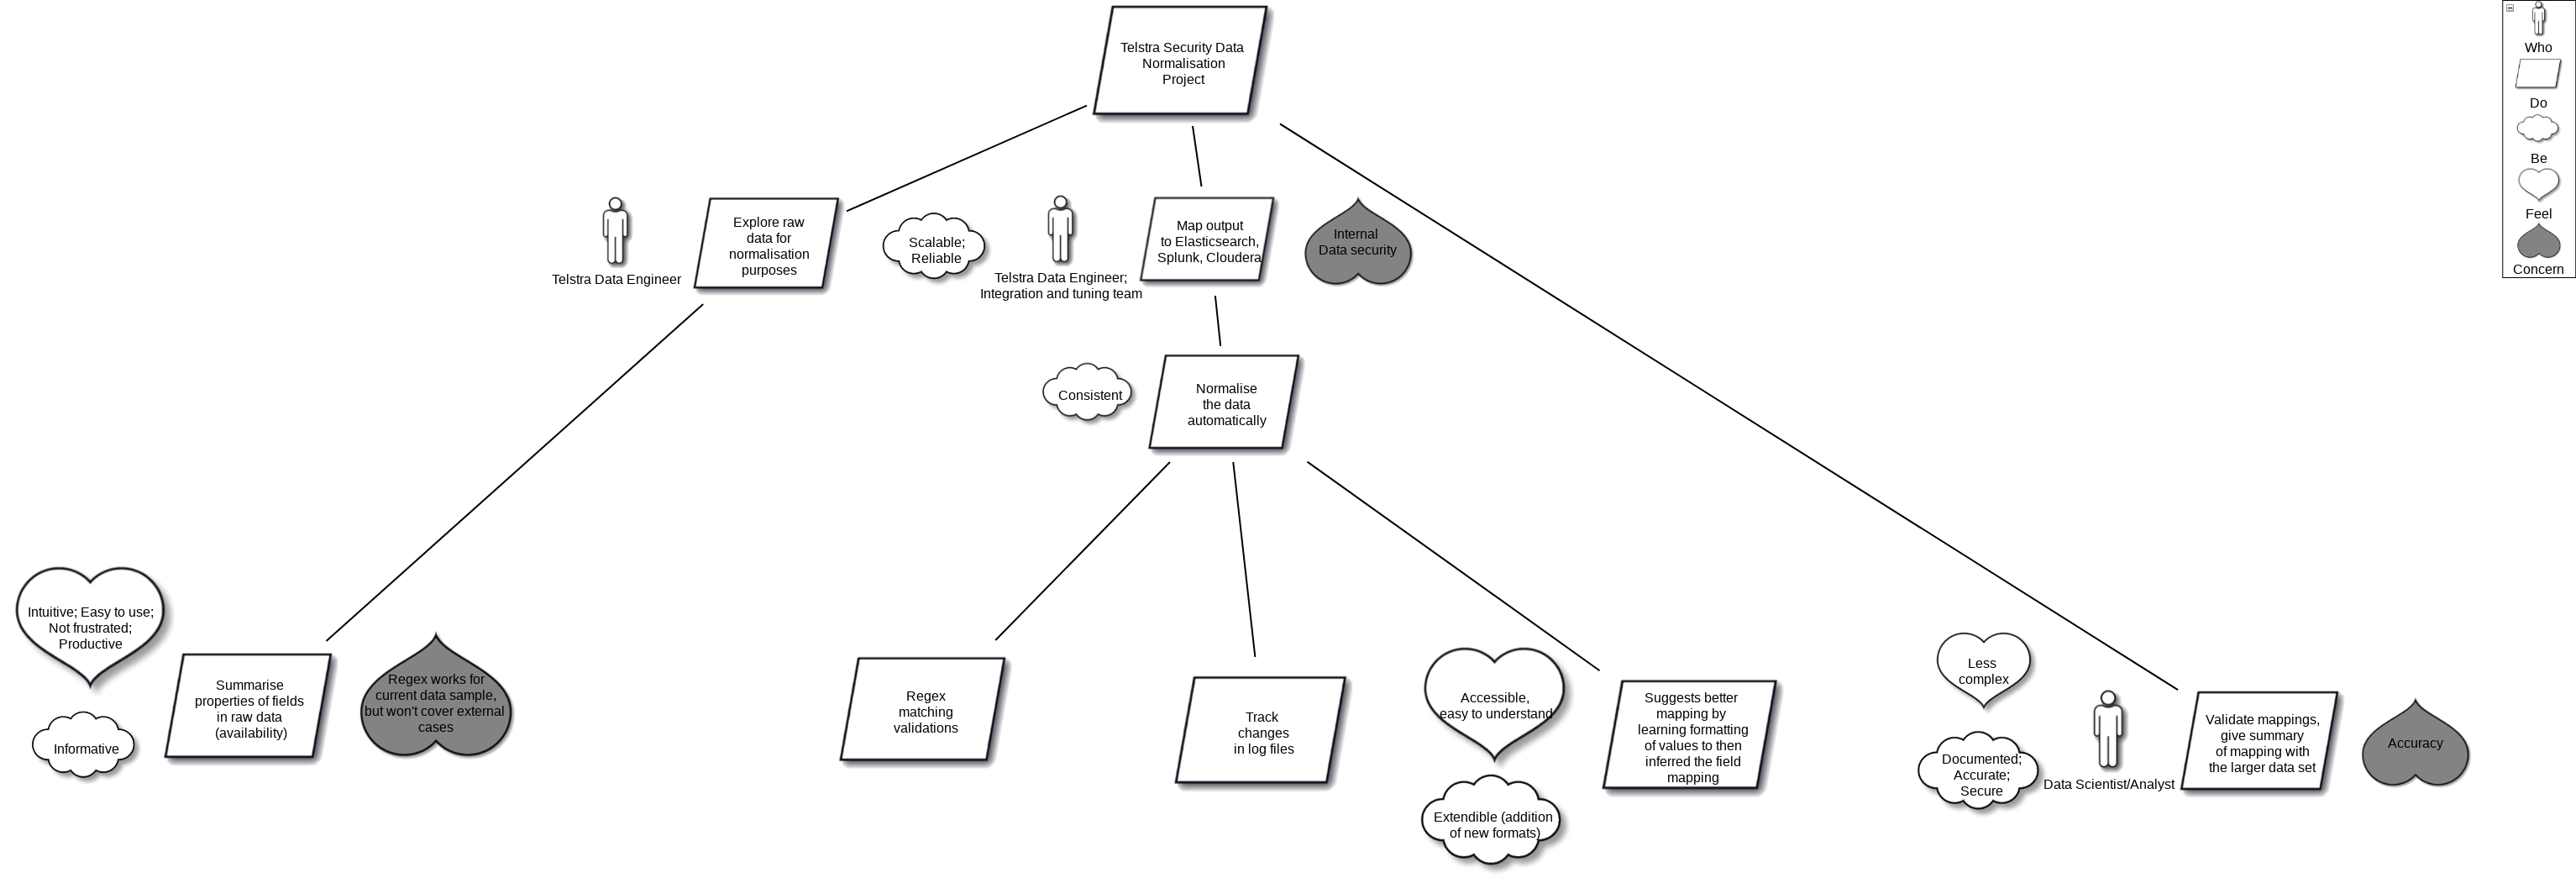 Telstra Security Data
Normalisation
Project
Who
Do
Be
Feel
Concern
Telstra Data Engineer
Explore raw
data for
normalisation
purposes
Scalable;
Reliable
Telstra Data Engineer;
Integration and tuning team
Map output
to Elasticsearch,
Splunk, Cloudera
Internal
Data security
Consistent
Normalise
the data
automatically
Intuitive; Easy to use;
Not frustrated;
Productive
Informative
Summarise
properties of fields
in raw data
(availability)
Regex works for
current data sample,
but won't cover external
cases
Regex
matching
validations
Track
changes
in log files
Accessible,
easy to understand
Extendible (addition
of new formats)
Suggests better
mapping by
learning formatting
of values to then
inferred the field
mapping
Less
complex
Documented;
Accurate;
Secure
Data Scientist/Analyst
Validate mappings,
give summary
of mapping with
the larger data set
Accuracy